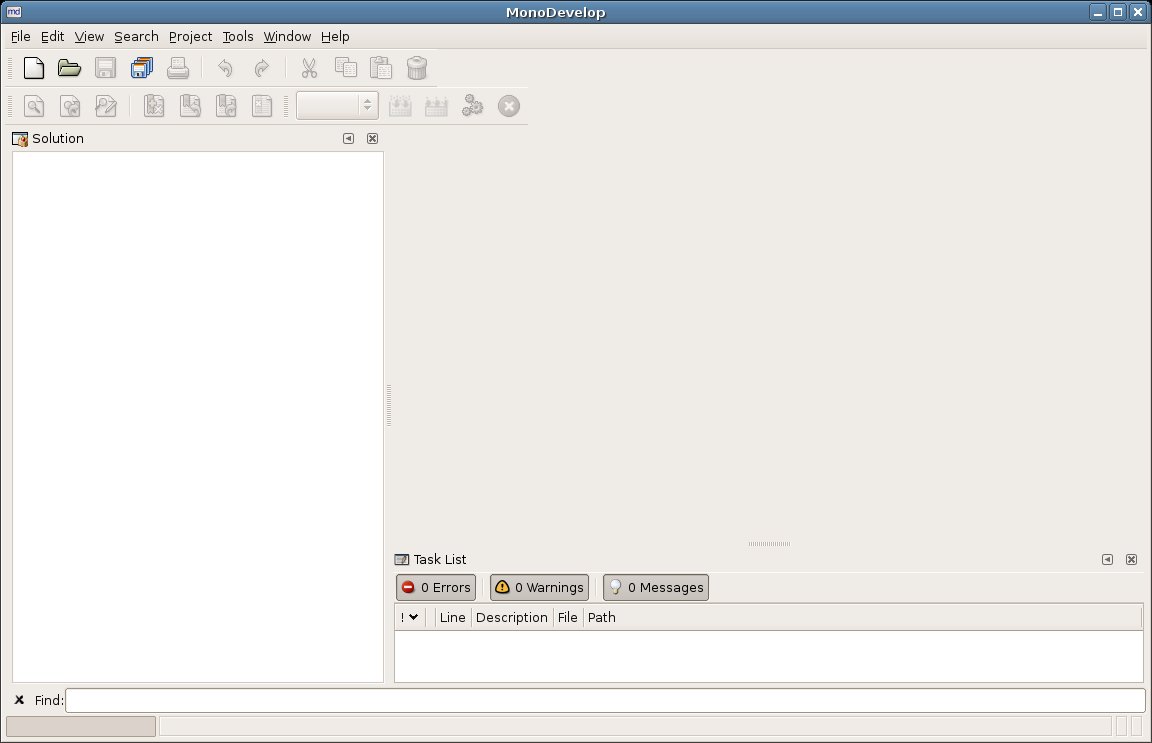 md MonoDevelop
File Edit View Search Project Tools Window Help
Solution
Task List
0 Errors 0 Warnings 0 Messages
! Line Description File Path
Find: